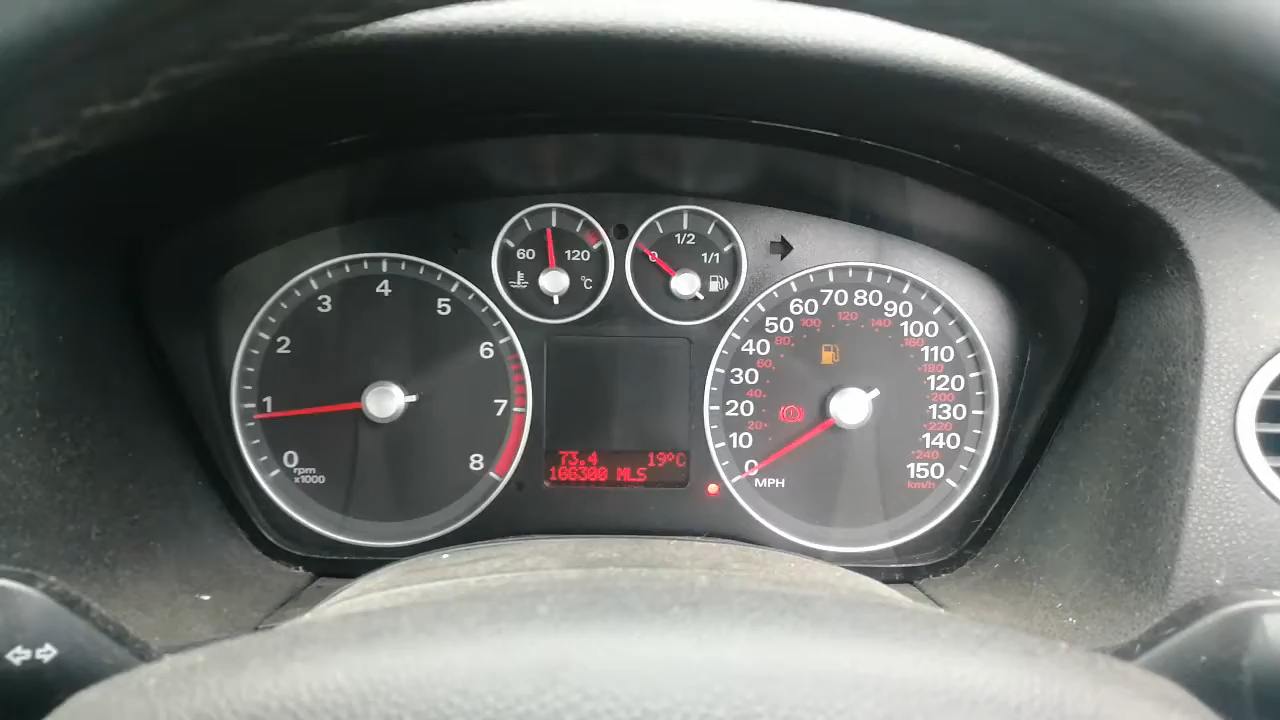 0 1 2 3 4 5 6 7 8
rpm
x1000
60 120
°C
0 1/2 1/1
73.4 19°C
166300 MLS
0 10 20 30 40 50 60 70 80 90 100 110 120 130 140 150
MPH
20 40 60 80 100 120 140 160 180 200 220 240
km/h